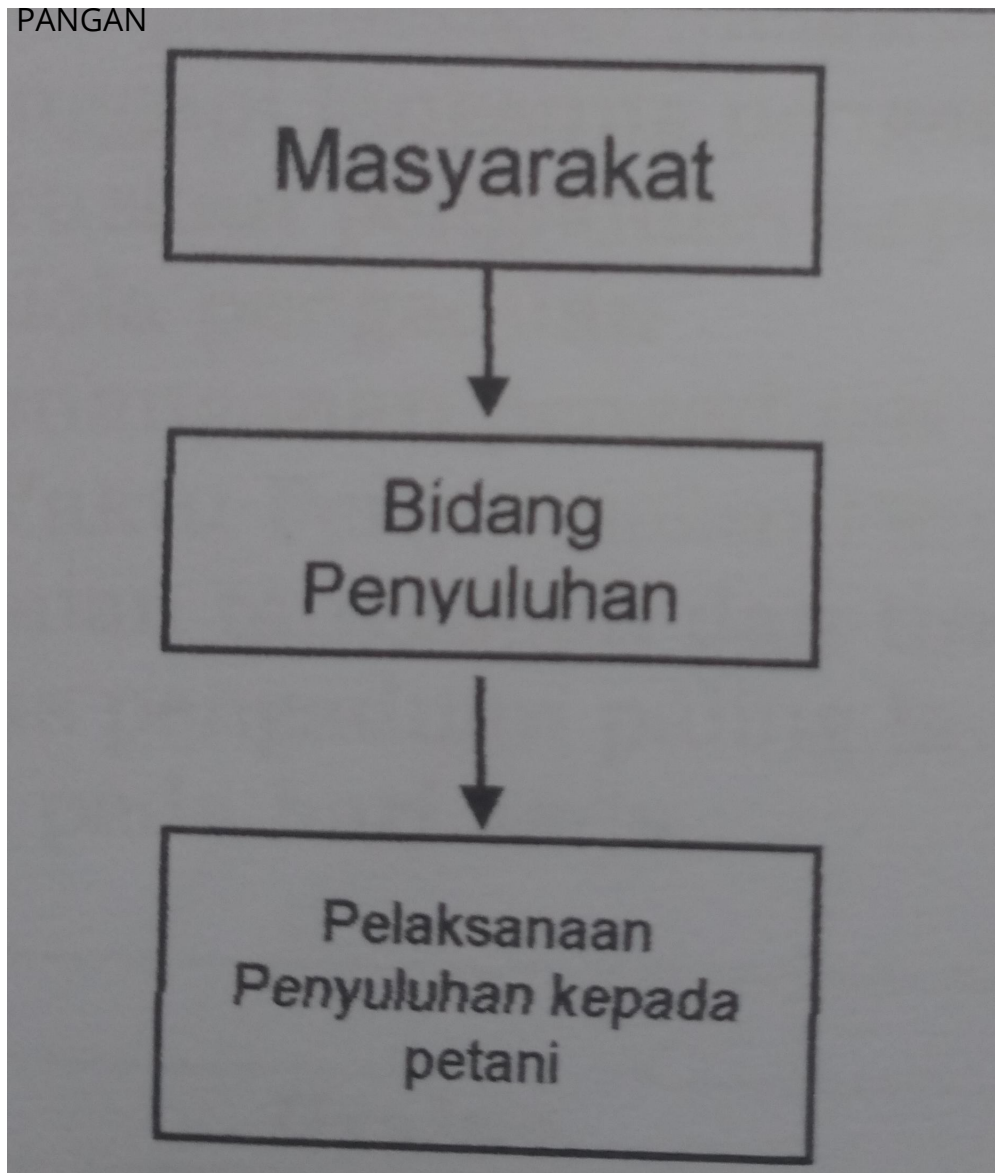 PANGAN
Masyarakat
Bidang
Penyuluhan
Pelaksanaan
Penyuluhan kepada
petani